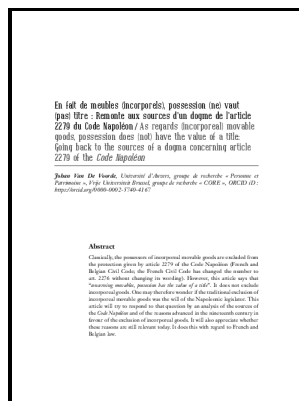 En fait de meubles (incorporels), possession (ne) vaut
(pas) titre : Remonte aux sources d'un dogme de l'article
2279 du Code Napoléon / As regards (incorporeal) movable
goods, possession does (not) have the value of a title:
Going back to the sources of a dogma concerning article
2279 of the Code Napoléon
Johan Van De Voorde, Université d'Anvers, groupe de recherche « Personne et
Patrimoine », Vrije Universiteit Brussel, groupe de recherche « CORE », ORCID iD :
https://orcid.org/0000-0002-3740-4167
Abstract
Classically, the possessors of incorporeal movable goods are excluded from
the protection given by article 2279 of the Code Napoléon (French and
Belgian Civil Code; the French Civil Code has changed the number to
art. 2276 without changing its wording). However, this article says that
"concerning movables, possession has the value of a title". It does not exclude
incorporeal goods. One may therefore wonder if the traditional exclusion of
incorporeal movable goods was the will of the Napoleonic legislator. This
article will try to respond to that question by an analysis of the sources of
the Code Napoléon and of the reasons advanced in the nineteenth century in
favour of the exclusion of incorporeal goods. It will also appreciate whether
these reasons are still relevant today. It does this with regard to French and
Belgian law.